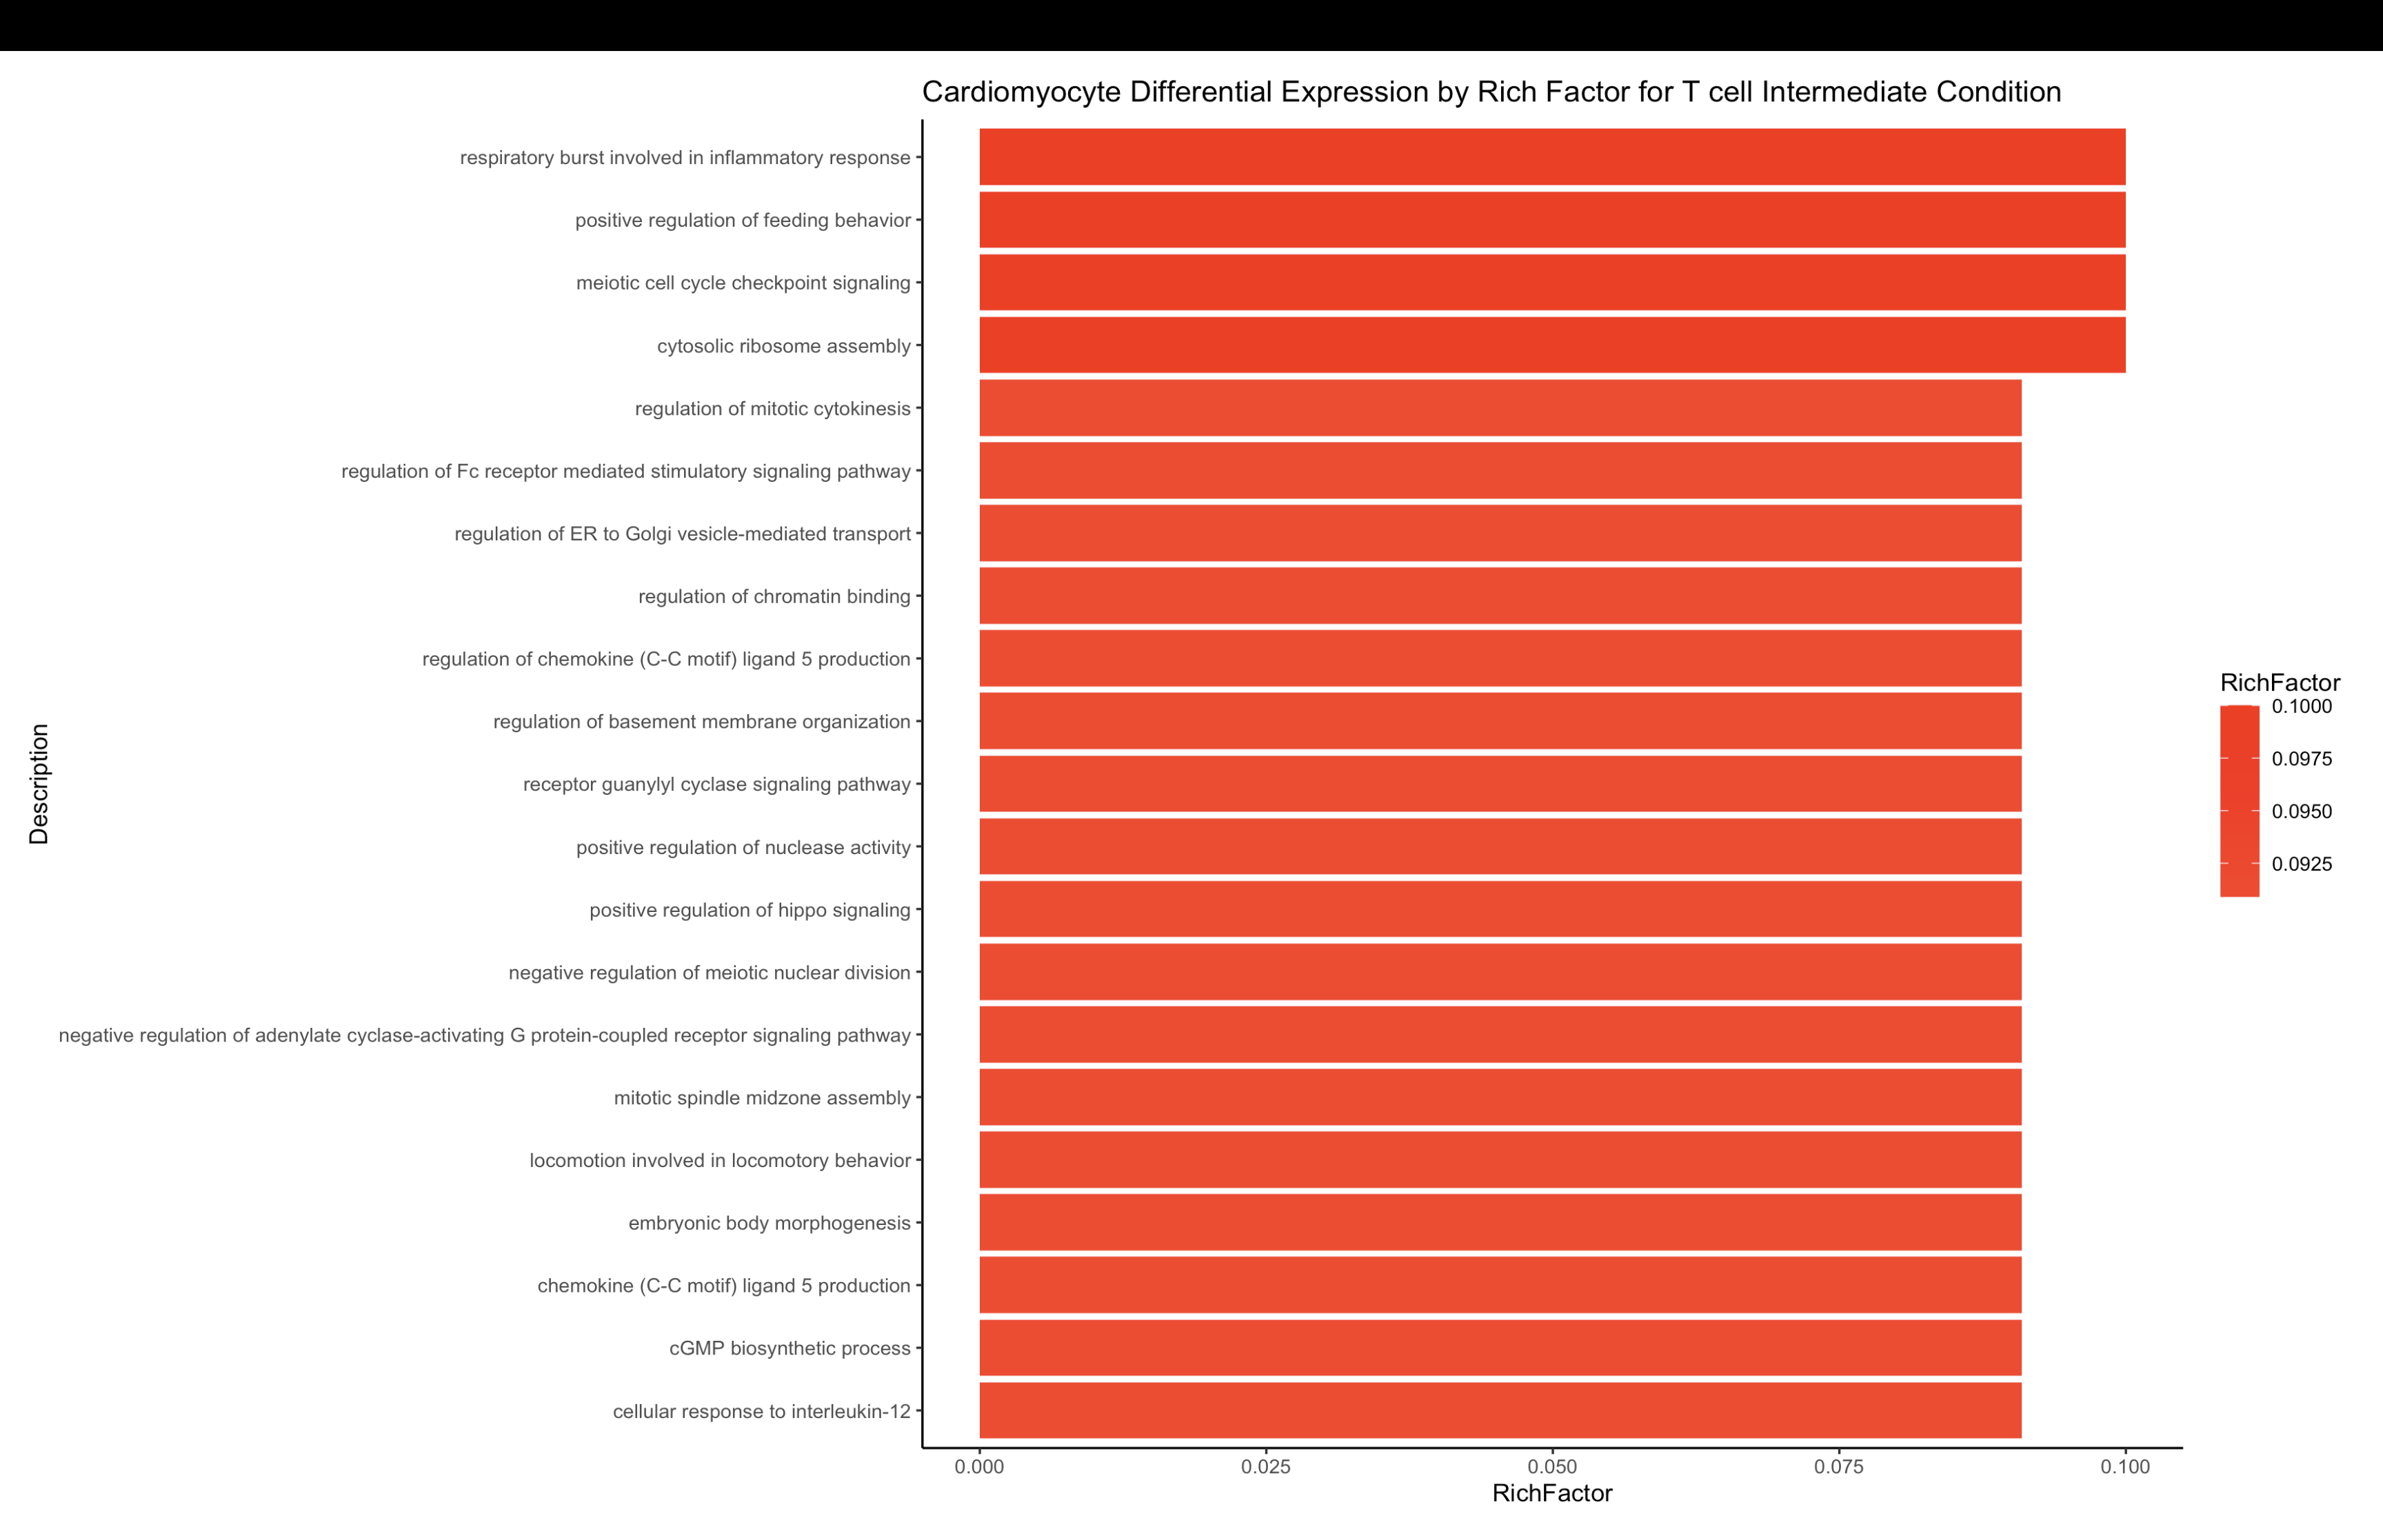 Cardiomyocyte Differential Expression by Rich Factor for T cell Intermediate Condition
respiratory burst involved in inflammatory response
positive regulation of feeding behavior
meiotic cell cycle checkpoint signaling
cytosolic ribosome assembly
regulation of mitotic cytokinesis
regulation of Fc receptor mediated stimulatory signaling pathway
regulation of ER to Golgi vesicle-mediated transport
regulation of chromatin binding
regulation of chemokine (C-C motif) ligand 5 production
regulation of basement membrane organization
receptor guanylyl cyclase signaling pathway
positive regulation of nuclease activity
positive regulation of hippo signaling
negative regulation of meiotic nuclear division
negative regulation of adenylate cyclase-activating G protein-coupled receptor signaling pathway
mitotic spindle midzone assembly
locomotion involved in locomotory behavior
embryonic body morphogenesis
chemokine (C-C motif) ligand 5 production
cGMP biosynthetic process
cellular response to interleukin-12
Description
0.000 0.025 0.050 0.075 0.100
RichFactor
RichFactor
0.1000
0.0975
0.0950
0.0925